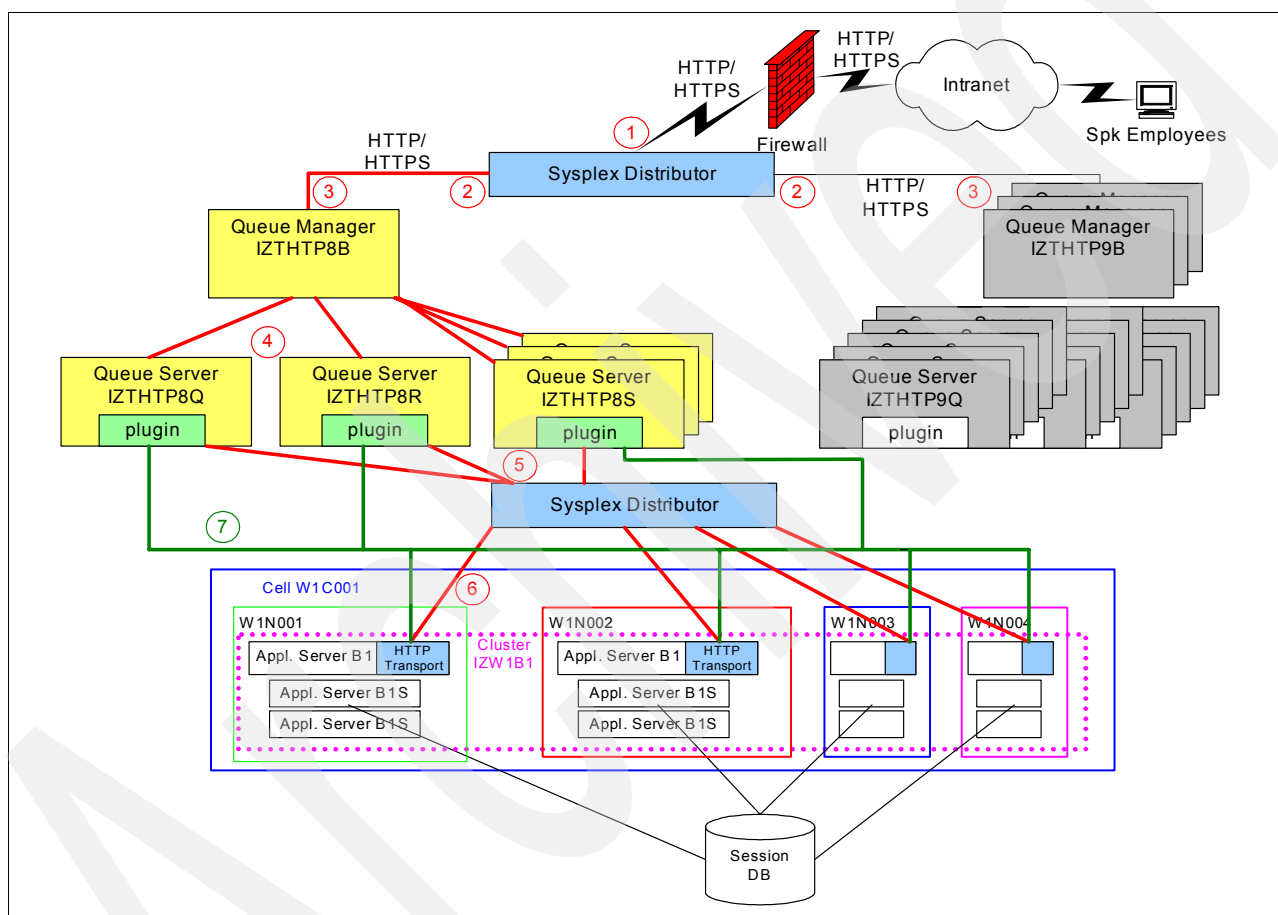 HTTP/
HTTPS
HTTP/
HTTPS
Intranet
Spk Employees
Firewall
1
HTTP/
HTTPS
Sysplex Distributor
3
2
2
HTTP/
HTTPS
3
Queue Manager
IZTHTP8B
Queue Manager
IZTHTP9B
4
Queue Server
IZTHTP8Q
plugin
Queue Server
IZTHTP8R
plugin
Queue Server
IZTHTP8S
plugin
Queue Server
IZTHTP9Q
plugin
5
Sysplex Distributor
7
Cell W1C001
6
W1N001
W1N002
W1N003
W1N004
Appl. Server B1
HTTP
Transport
Cluster
IZW1B1
Appl. Server B1
HTTP
Transport
Appl. Server B1S
Appl. Server B1S
Appl. Server B1S
Appl. Server B1S
Session
DB
Archived